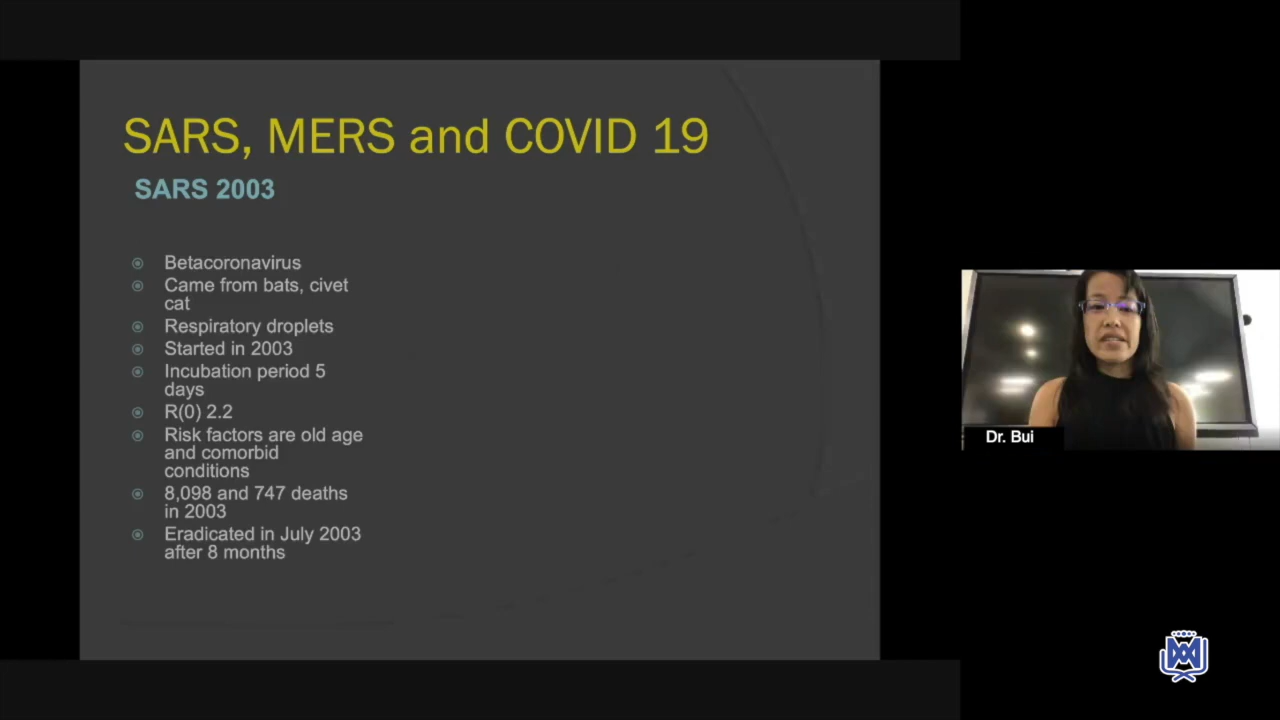 SARS, MERS and COVID 19
SARS 2003
Betacoronavirus
Came from bats, civet
cat
Respiratory droplets
Started in 2003
Incubation period 5
days
R(0) 2.2
Risk factors are old age
and comorbid
conditions
8,098 and 747 deaths
in 2003
Eradicated in July 2003
after 8 months
Dr. Bui